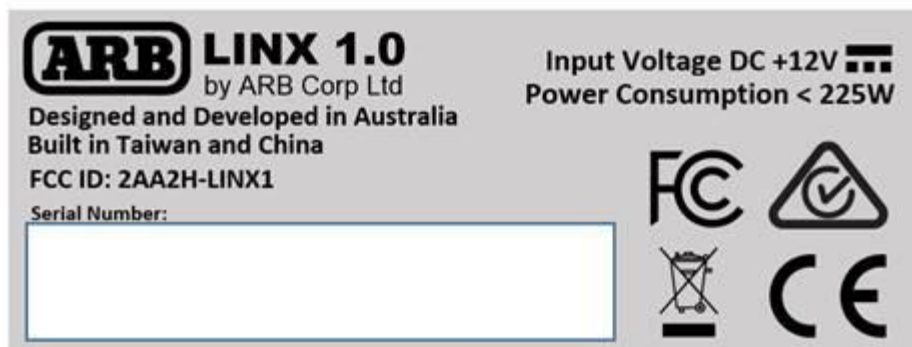 ARB LINX 1.0
by ARB Corp Ltd
Designed and Developed in Australia
Built in Taiwan and China
FCC ID: 2AA2H-LINX1
Serial Number:
Input Voltage DC +12V
Power Consumption < 225W
FC
CE